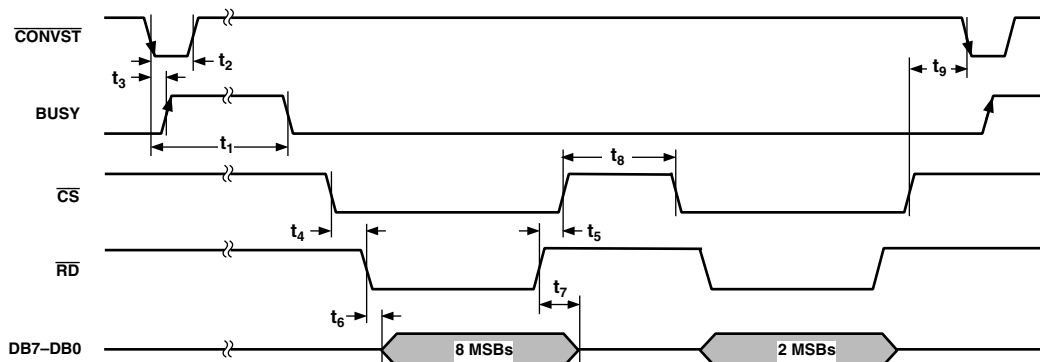 CONVST
t2
t3
t9
BUSY
t1
t8
CS
t4
t5
RD
t7
t6
DB7–DB0
8 MSBs
2 MSBs